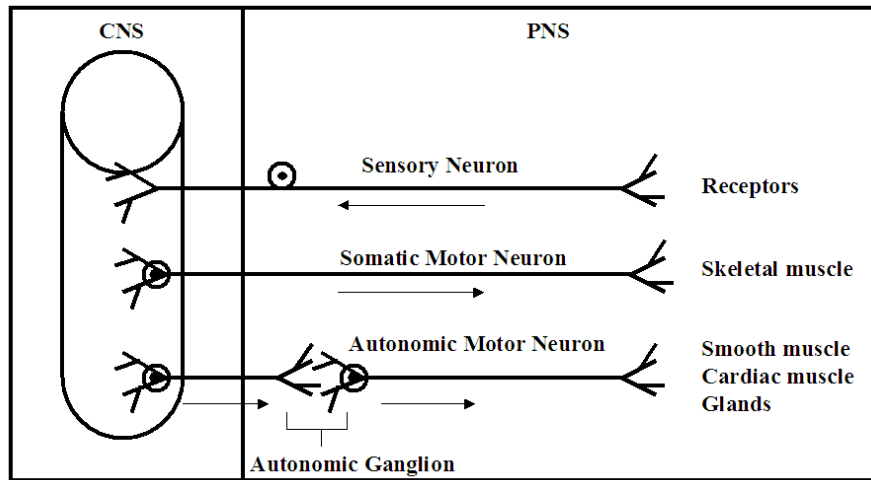 CNS
PNS
Sensory Neuron
Receptors
Somatic Motor Neuron
Skeletal muscle
Autonomic Motor Neuron
Smooth muscle
Cardiac muscle
Glands
Autonomic Ganglion